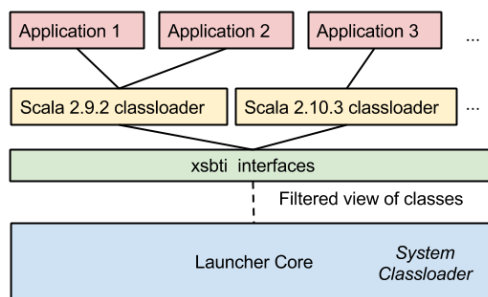 Application 1
Application 2
Application 3
...
Scala 2.9.2 classloader
Scala 2.10.3 classloader
...
xsbti interfaces
Filtered view of classes
Launcher Core
System
Classloader